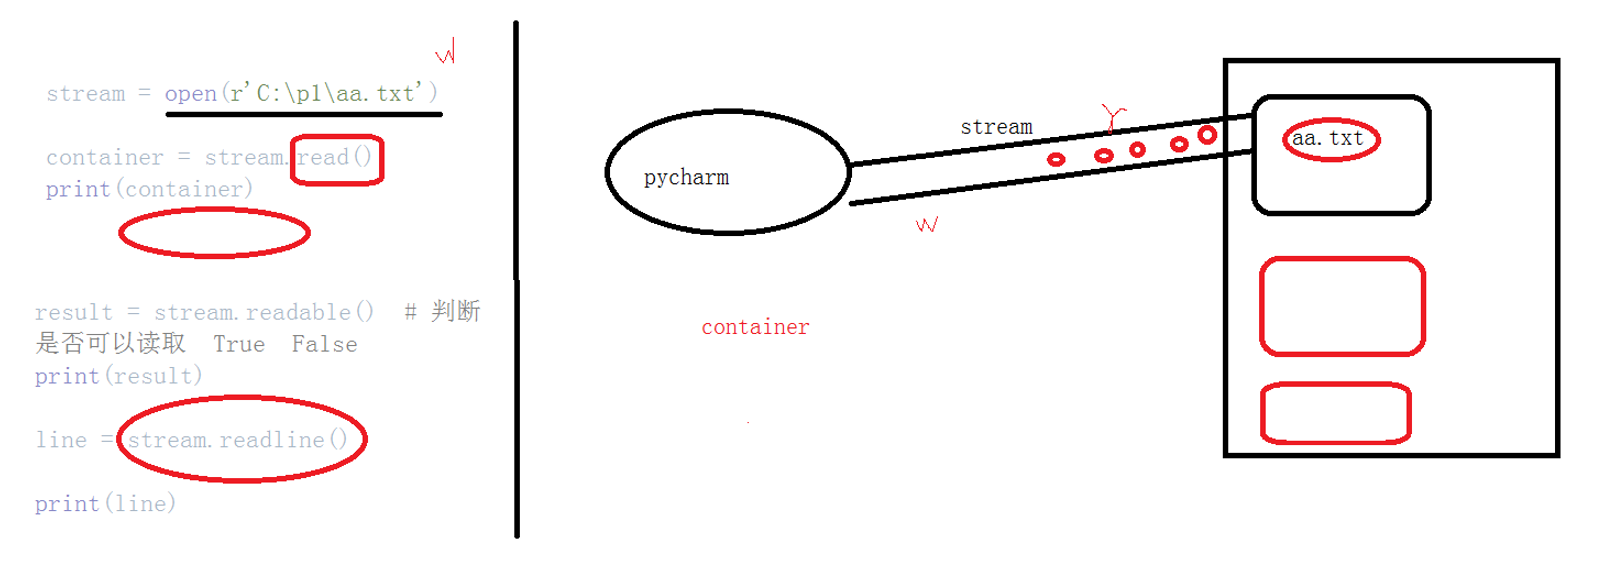 W
stream = open(r'C:\p1\aa.txt')
container = stream.read()
print(container)
result = stream.readable()  # 判断
是否可以读取  True  False
print(result)
line = stream.readline()
print(line)
r
stream
aa.txt
pycharm
w
container